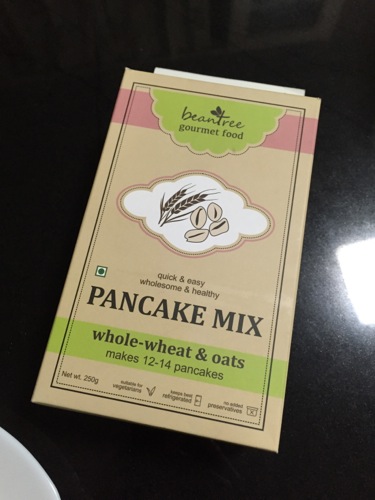 beantree
gourmet food
quick & easy
wholesome & healthy
PANCAKE MIX
whole-wheat & oats
makes 12-14 pancakes
Net wt. 250g
suitable for
vegetarians
keeps best
refrigerated
no added
preservatives